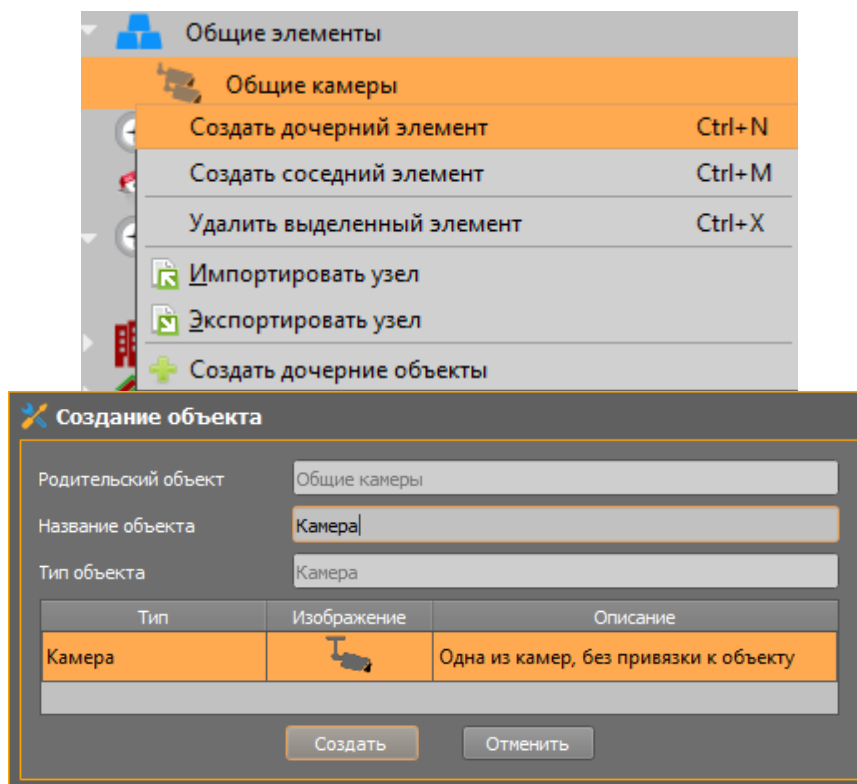 Общие элементы
Общие камеры
Создать дочерний элемент Ctrl+N
Создать соседний элемент Ctrl+M
Удалить выделенный элемент Ctrl+X
Импортировать узел
Экспортировать узел
Создать дочерние объекты
Создание объекта
Родительский объект Общие камеры
Название объекта Камера
Тип объекта Камера
Тип Изображение Описание
Камера Одна из камер, без привязки к объекту
Создать Отменить